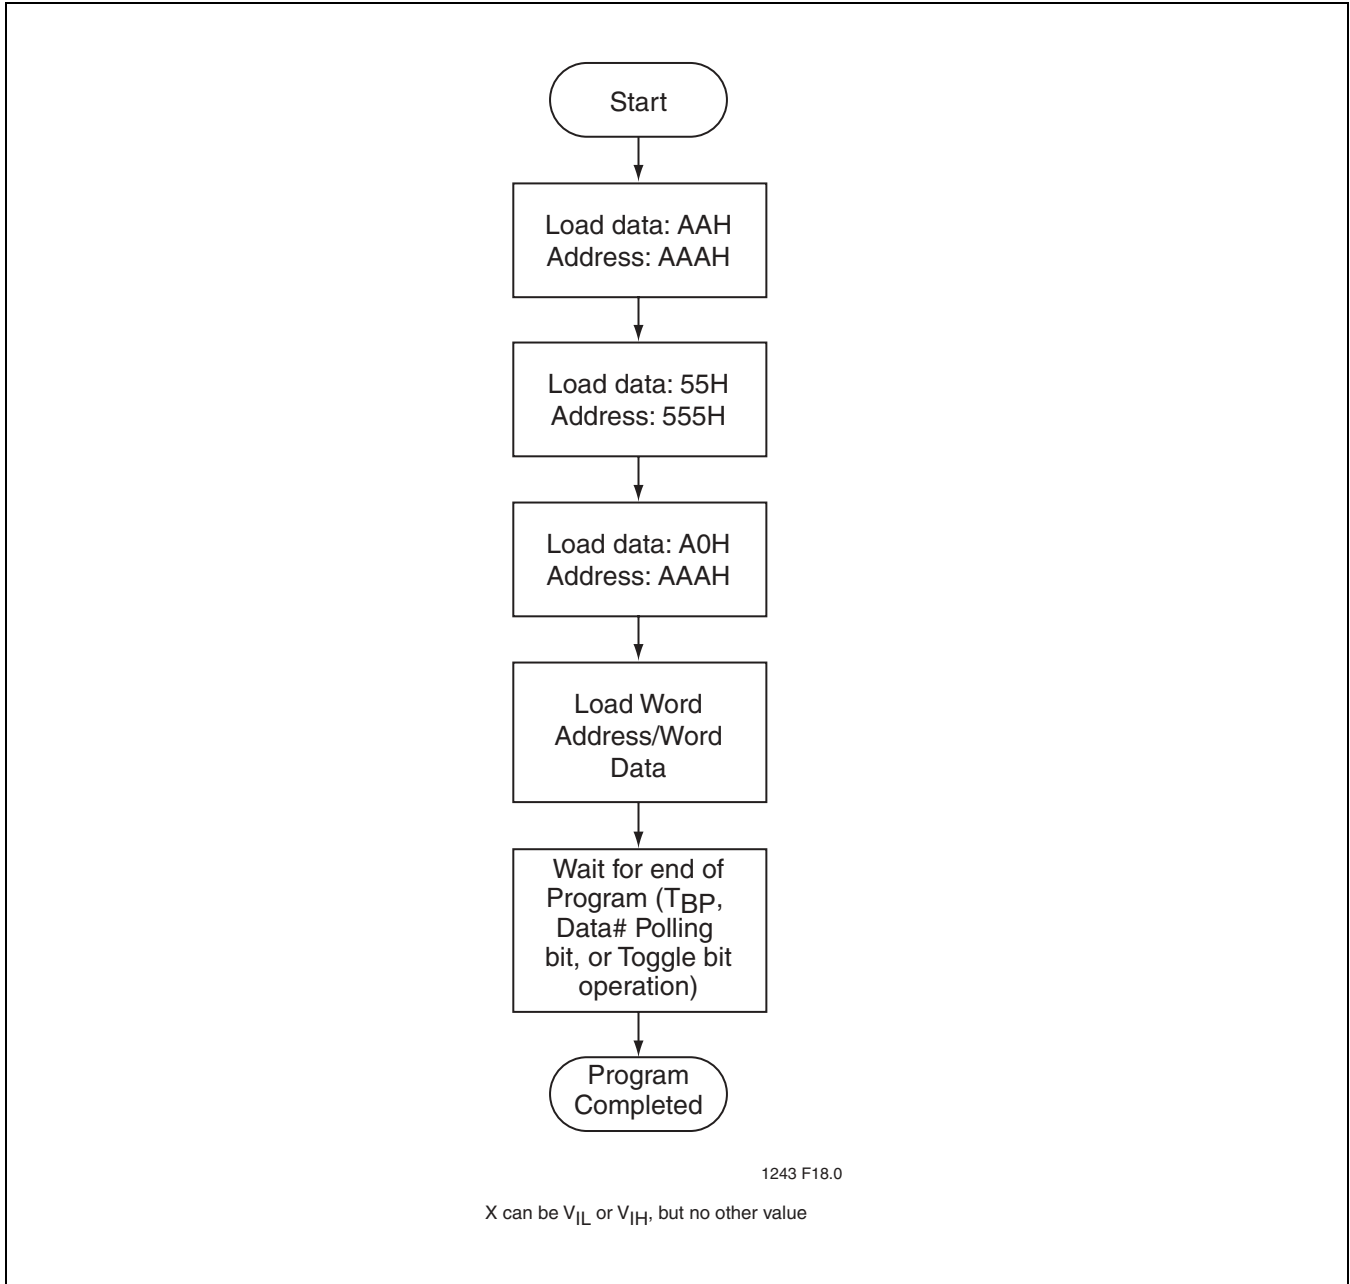 Start
Load data: AAH
Address: AAAH
Load data: 55H
Address: 555H
Load data: A0H
Address: AAAH
Load Word
Address/Word
Data
Wait for end of
Program (TBP,
Data# Polling
bit, or Toggle bit
operation)
Program
Completed
1243 F18.0
X can be VIL or VIH, but no other value